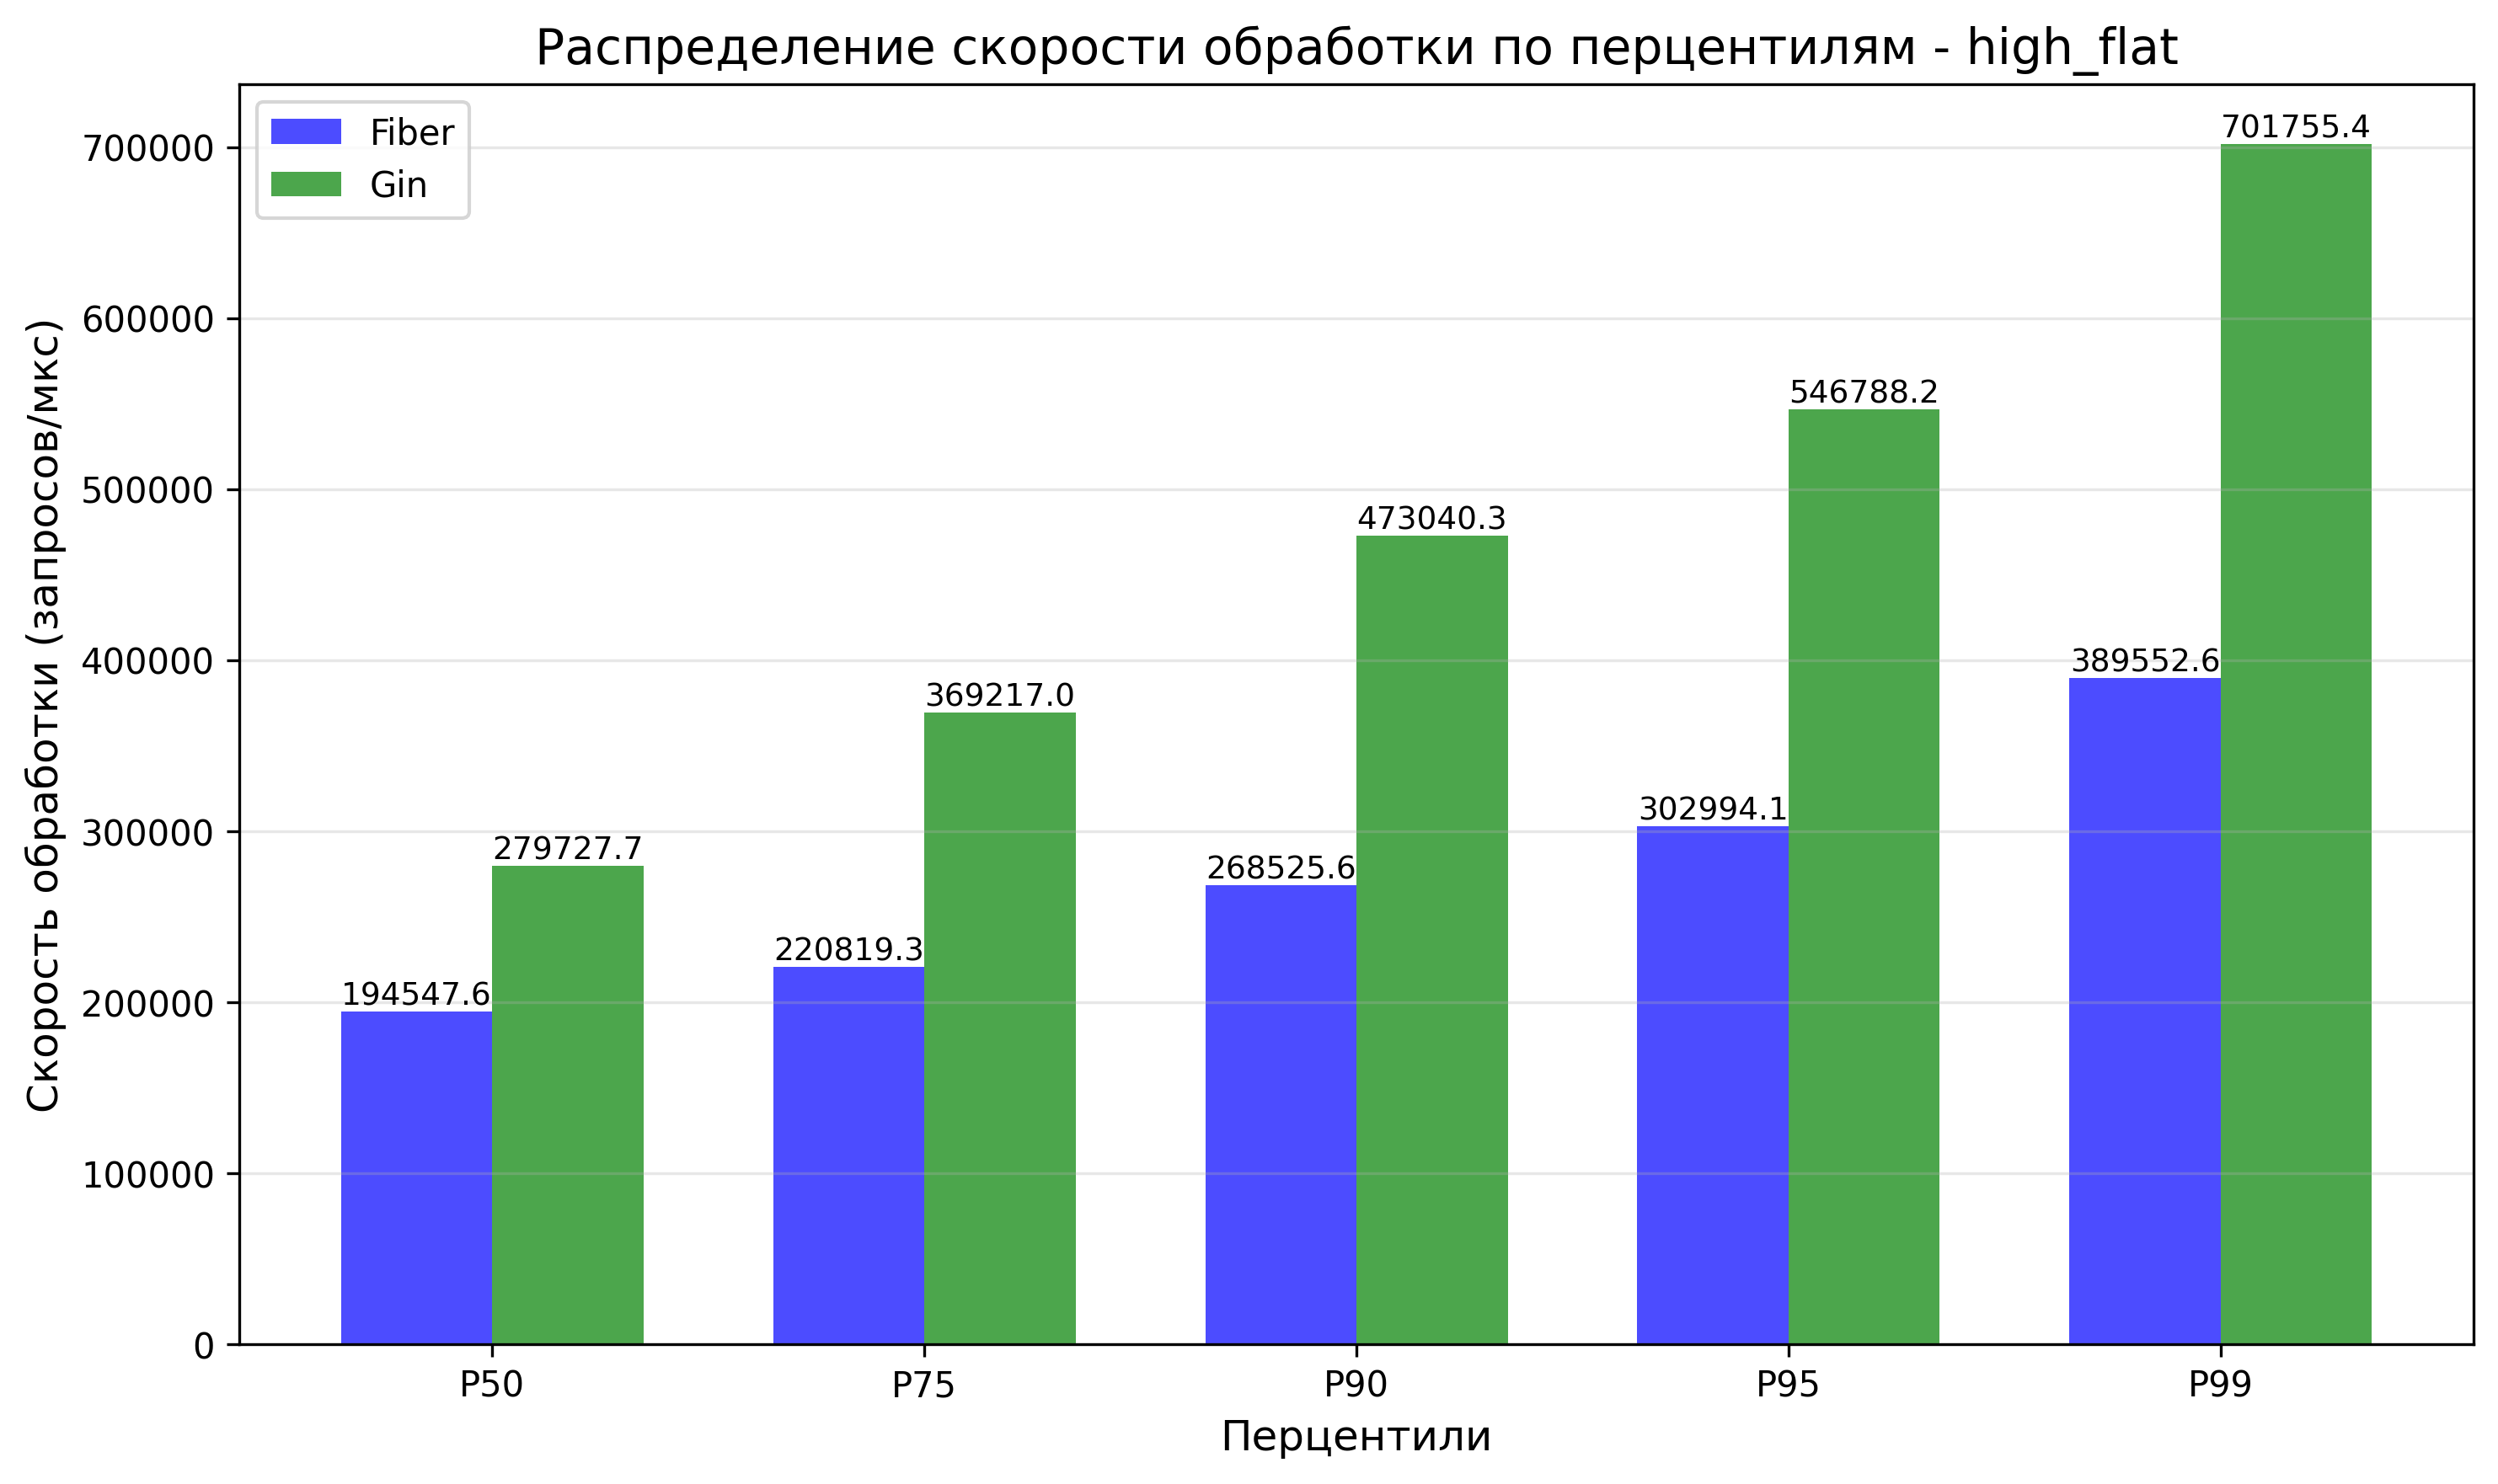 Распределение скорости обработки по перцентилям - high_flat
Fiber
Gin
Скорость обработки (запросов/мкс)
700000
600000
500000
400000
300000
200000
100000
0
194547.6
279727.7
220819.3
369217.0
268525.6
473040.3
302994.1
546788.2
389552.6
701755.4
P50
P75
P90
P95
P99
Перцентили